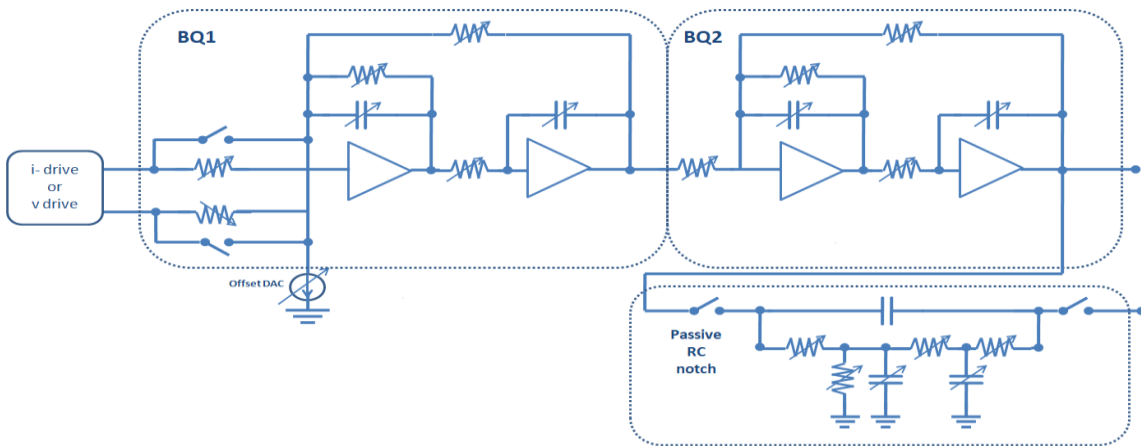 BQ1
BQ2
i- drive
or
v drive
Offset DAC
Passive
RC
notch